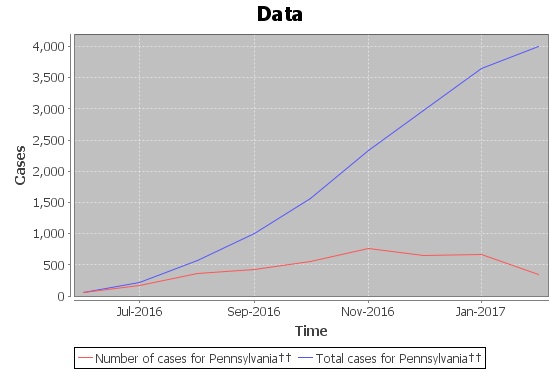 Data
4,000
3,500
3,000
2,500
2,000
1,500
1,000
500
0
Cases
Jul-2016 Sep-2016 Nov-2016 Jan-2017
Time
Number of cases for Pennsylvania†† Total cases for Pennsylvania††